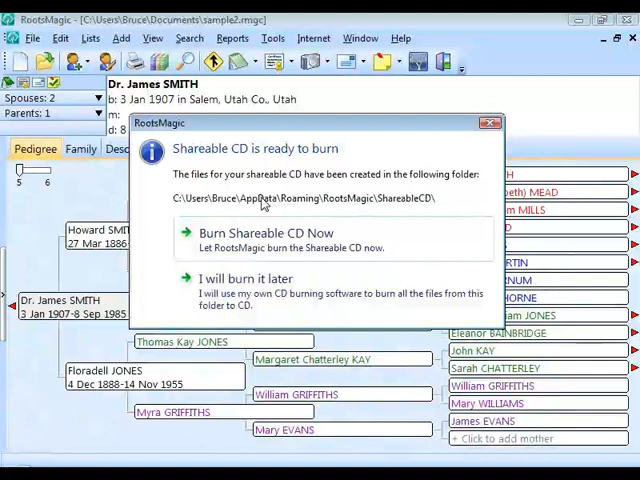 RootsMagic - [C:\Users\Bruce\Documents\sample2.rmgc]
File Edit Lists Add View Search Reports Tools Internet Window Help
Dr. James SMITH
Spouses: 2
b: 3 Jan 1907 in Salem, Utah Co., Utah
Parents: 1
m:
d: 8
RootsMagic
Shareable CD is ready to burn
The files for your shareable CD have been created in the following folder:
C:\Users\Bruce\AppData\Roaming\RootsMagic\ShareableCD\
Burn Shareable CD Now
Let RootsMagic burn the Shareable CD now.
I will burn it later
I will use my own CD burning software to burn all the files from this
folder to CD.
Pedigree Family Desc
5 6
Howard SMI
27 Mar 1886-
Dr. James SMITH
3 Jan 1907-8 Sep 1985
Thomas Kay JONES
Floradell JONES
4 Dec 1888-14 Nov 1955
Myra GRIFFITHS
Margaret Chatterley KAY
William GRIFFITHS
Mary EVANS
H
beth) MEAD
m MILLS
RTIN
RNUM
HORNE
am JONES
Eleanor BAINBRIDGE
John KAY
Sarah CHATTERLEY
William GRIFFITHS
Mary WILLIAMS
James EVANS
+ Click to add mother